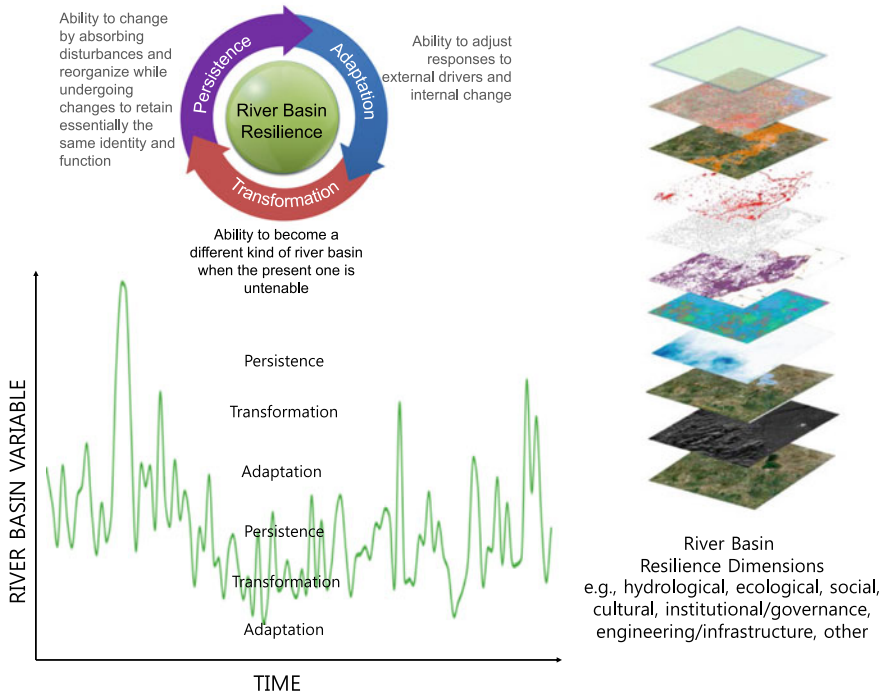 Ability to change
by absorbing
disturbances and
reorganize while
undergoing
changes to retain
essentially the
same identity and
function
Persistence
Adaptation
Transformation
River Basin
Resilience
Ability to adjust
responses to
external drivers and
internal change
Ability to become a
different kind of river basin
when the present one is
untenable
RIVER BASIN VARIABLE
Persistence
Transformation
Adaptation
Persistence
Transformation
Adaptation
TIME
River Basin
Resilience Dimensions
e.g., hydrological, ecological, social,
cultural, institutional/governance,
engineering/infrastructure, other